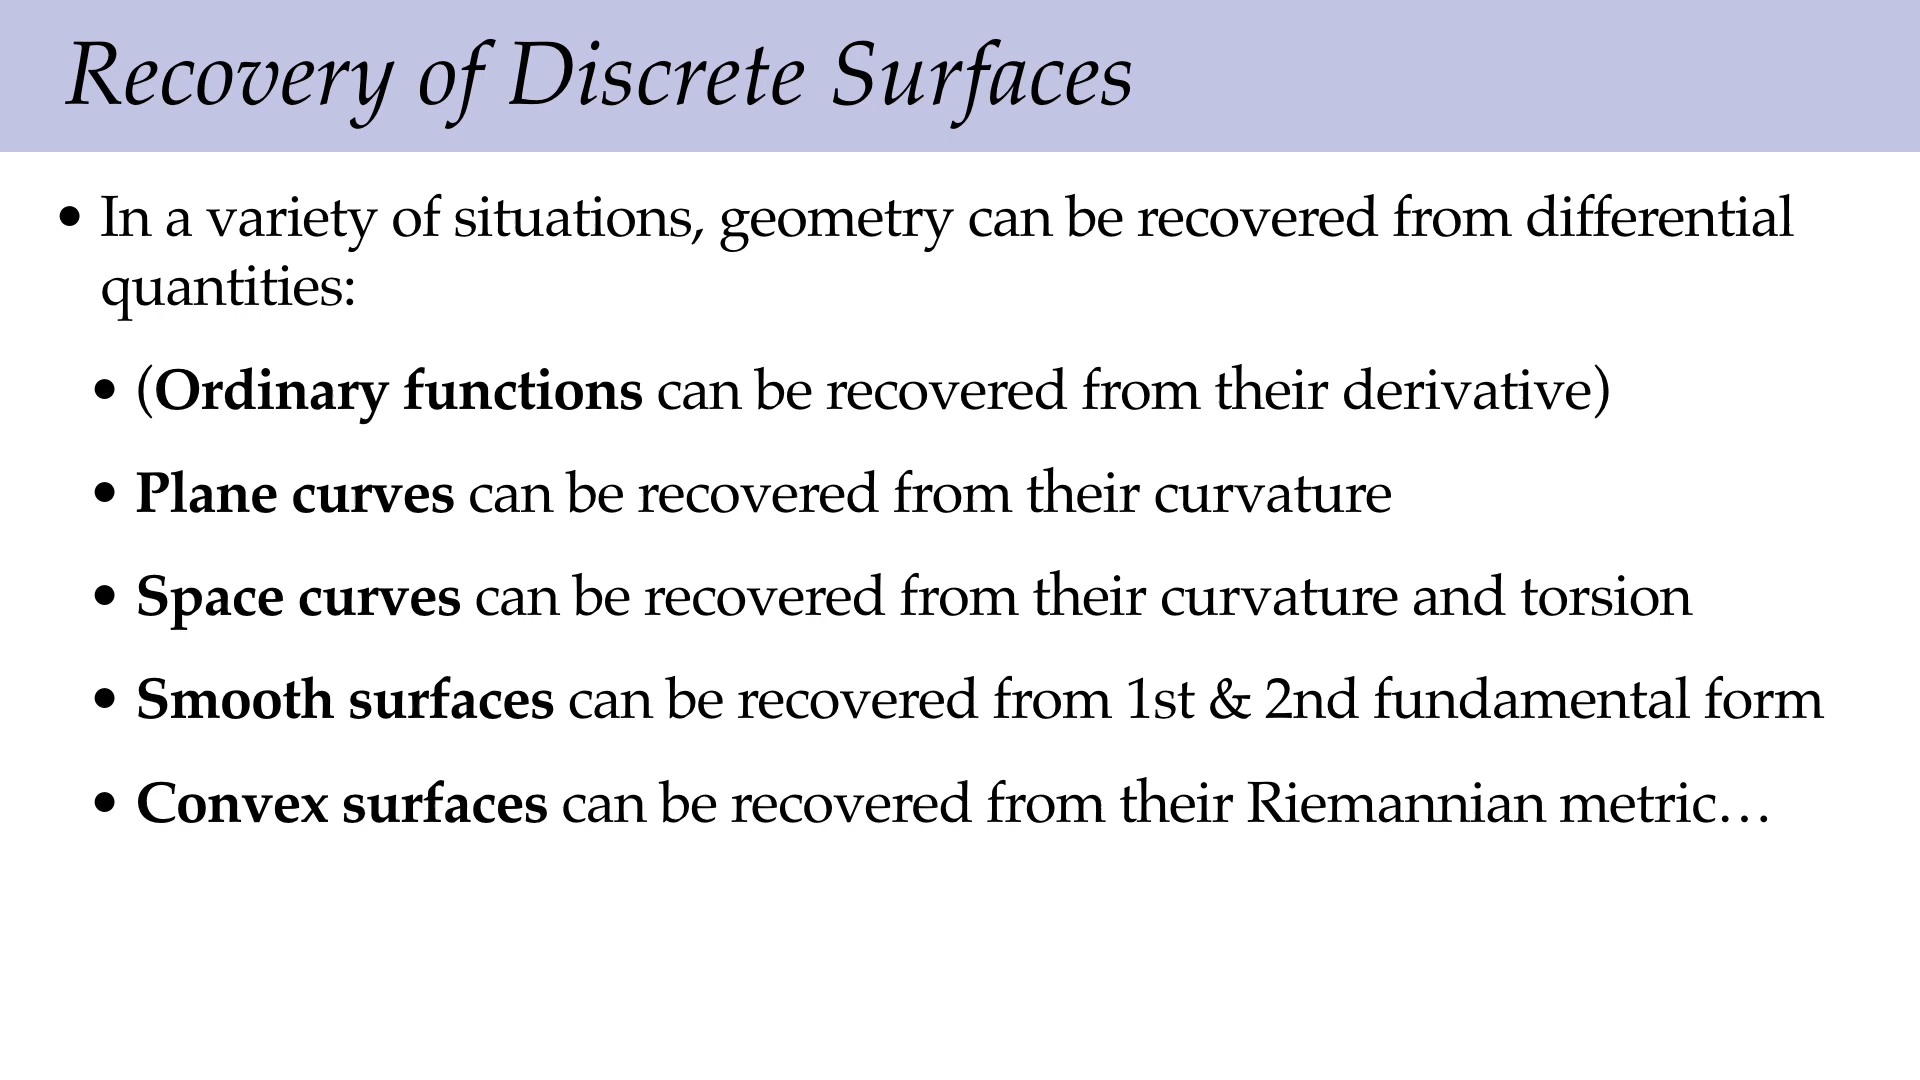 Recovery of Discrete Surfaces
• In a variety of situations, geometry can be recovered from differential
quantities:
• (Ordinary functions can be recovered from their derivative)
• Plane curves can be recovered from their curvature
• Space curves can be recovered from their curvature and torsion
• Smooth surfaces can be recovered from 1st & 2nd fundamental form
• Convex surfaces can be recovered from their Riemannian metric…